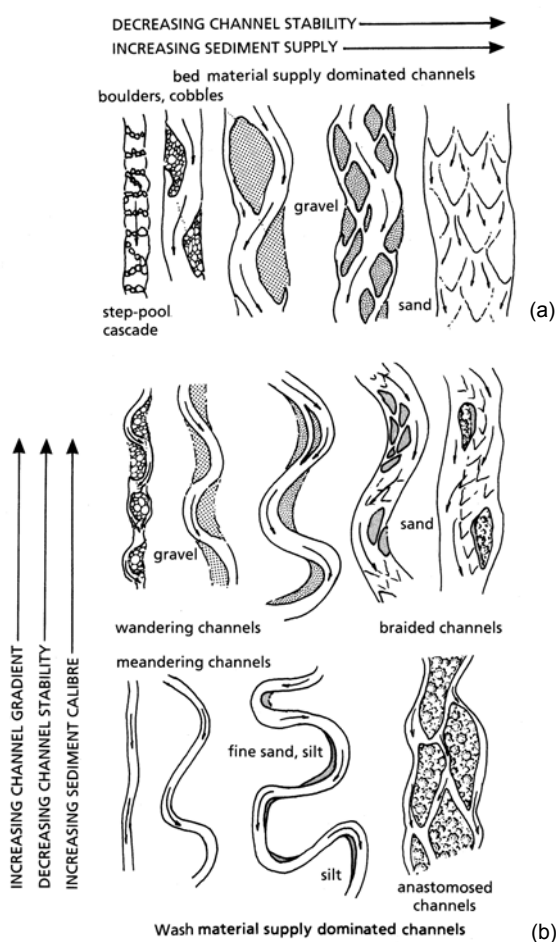 DECREASING CHANNEL STABILITY
INCREASING SEDIMENT SUPPLY
bed material supply dominated channels
boulders, cobbles
gravel
sand
step-pool
cascade
(a)
gravel
sand
wandering channels
braided channels
meandering channels
fine sand, silt
silt
anastomosed
channels
INCREASING CHANNEL GRADIENT
DECREASING CHANNEL STABILITY
INCREASING SEDIMENT CALIBRE
Wash material supply dominated channels
(b)